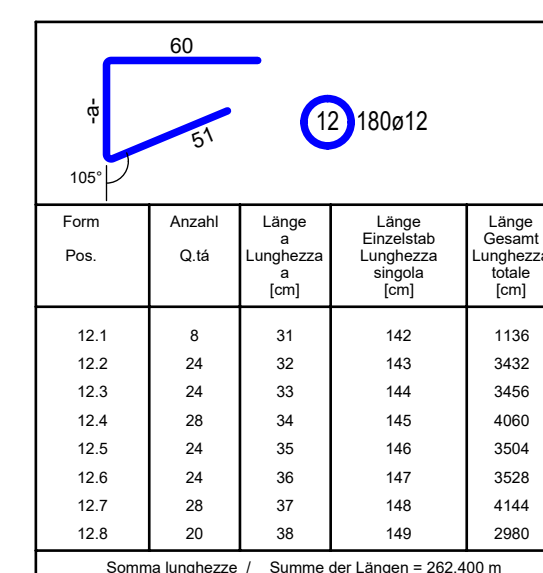 60
-a-
51
105°
12 180ø12
Form Pos.
Anzahl Q.tá
Länge a Lunghezza a [cm]
Länge Einzelstab Lunghezza singola [cm]
Länge Gesamt Lunghezza totale [cm]
12.1 8 31 142 1136
12.2 24 32 143 3432
12.3 24 33 144 3456
12.4 28 34 145 4060
12.5 24 35 146 3504
12.6 24 36 147 3528
12.7 28 37 148 4144
12.8 20 38 149 2980
Somma lunghezze / Summe der Längen = 262.400 m